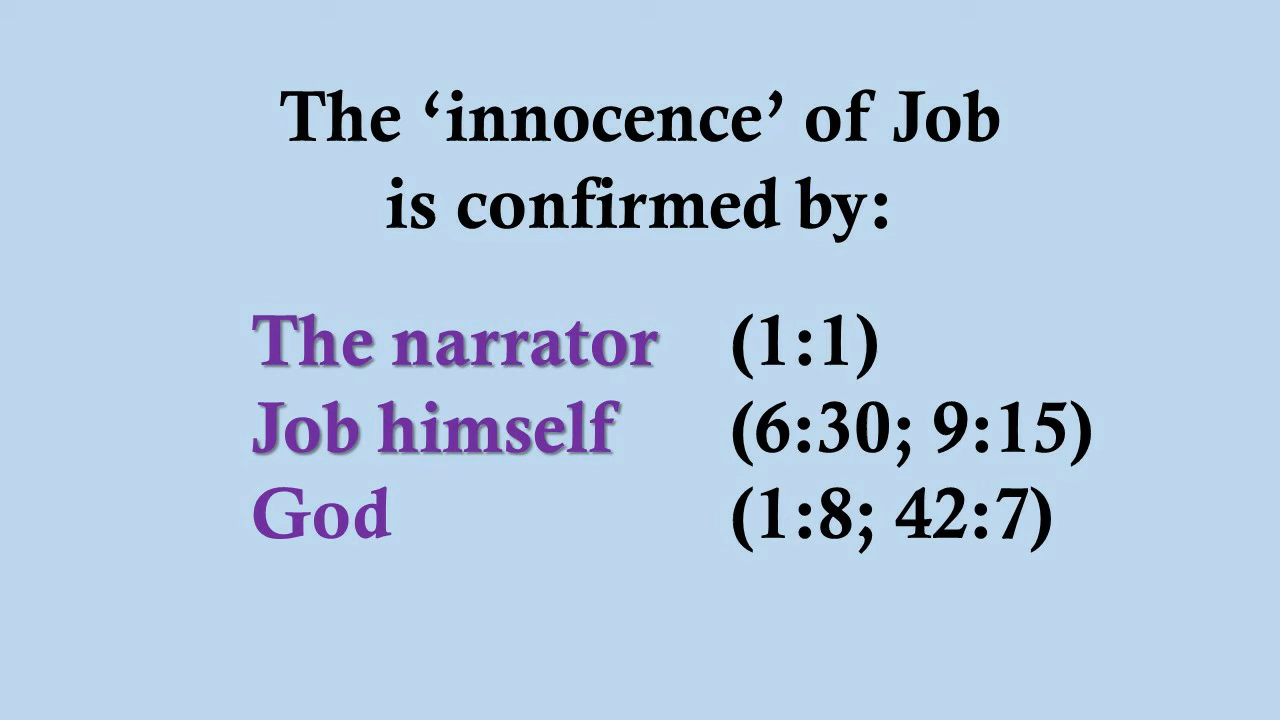 The ‘innocence’ of Job
is confirmed by:
The narrator (1:1)
Job himself (6:30; 9:15)
God (1:8; 42:7)